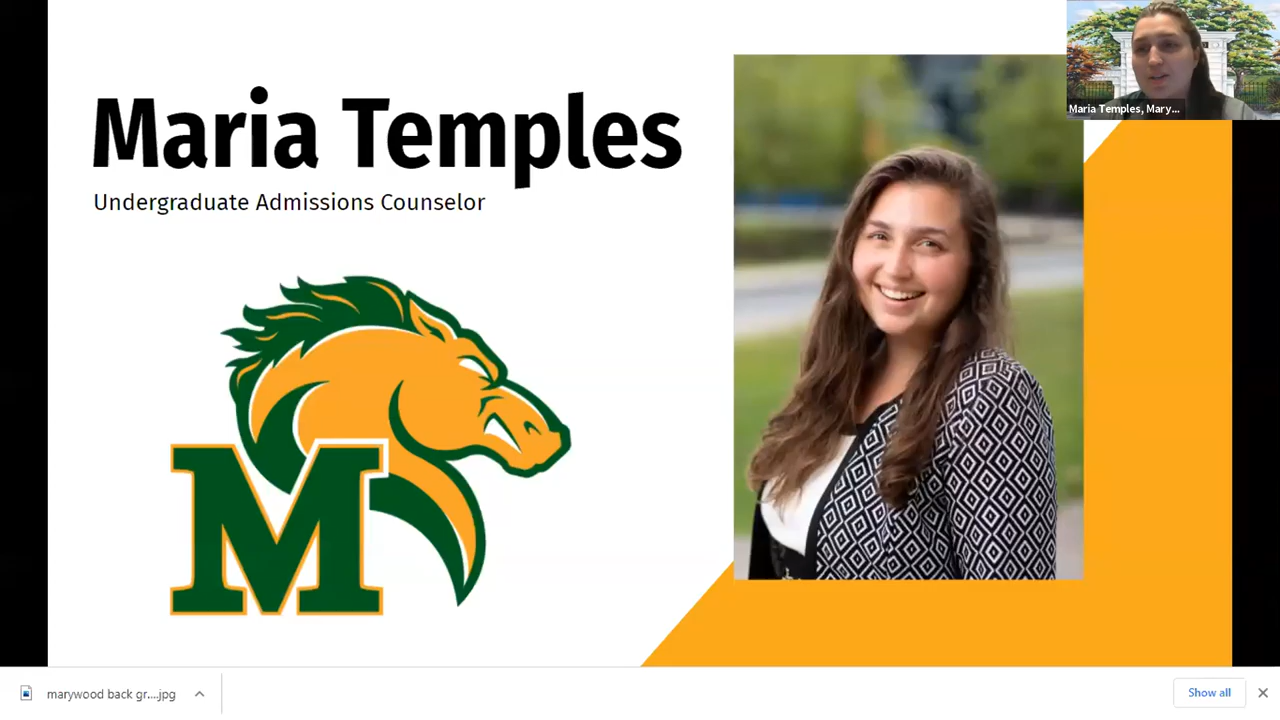 Maria Temples
Undergraduate Admissions Counselor
Maria Temples, Mary...
M
marywood back gr....jpg
Show all